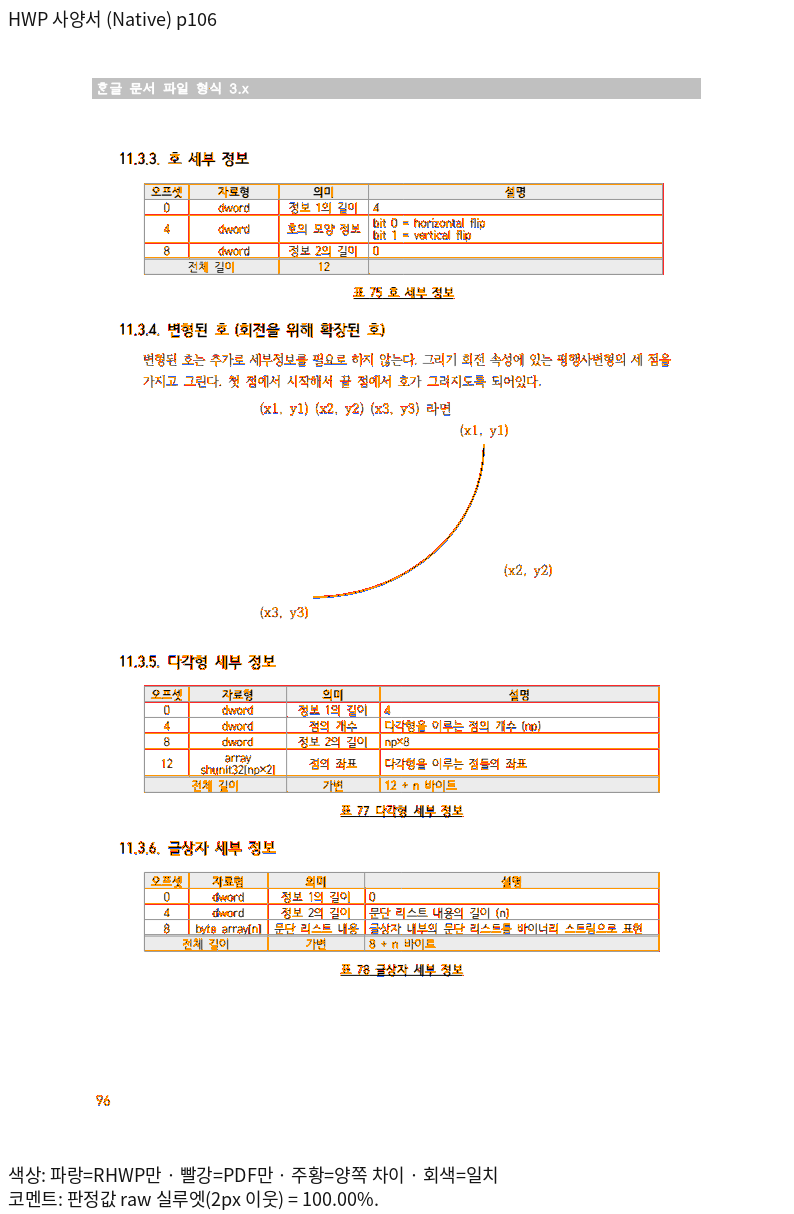 HWP 사양서 (Native) p106
흔글 문서 파일 형식 3.x
11.3.3. 호 세부 정보
오프셋 자료형 의미 설명
0 dword 정보 1의 길이 4
4 dword 호의 모양 정보 bit 0 = horizontal flip
bit 1 = vertical flip
8 dword 정보 2의 길이 0
전체 길이 12
표 75 호 세부 정보
11.3.4. 변형된 호 (회전을 위해 확장된 호)
변형된 호는 추가로 세부정보를 필요로 하지 않는다. 그리기 회전 속성에 있는 평행사변형의 세 점을
가지고 그린다. 첫 점에서 시작해서 끝 점에서 호가 그려지도록 되어있다.
(x1, y1) (x2, y2) (x3, y3) 라면
(x1, y1)
(x2, y2)
(x3, y3)
11.3.5. 다각형 세부 정보
오프셋 자료형 의미 설명
0 dword 정보 1의 길이 4
4 dword 점의 개수 다각형을 이루는 점의 개수 (np)
8 dword 정보 2의 길이 np×8
12 array
shunit32[np×2] 점의 좌표 다각형을 이루는 점들의 좌표
전체 길이 가변 12 + n 바이트
표 77 다각형 세부 정보
11.3.6. 글상자 세부 정보
오프셋 자료형 의미 설명
0 dword 정보 1의 길이 0
4 dword 정보 2의 길이 문단 리스트 내용의 길이 (n)
8 byte array[n] 문단 리스트 내용 글상자 내부의 문단 리스트를 바이너리 스트링으로 표현
전체 길이 가변 8 + n 바이트
표 78 글상자 세부 정보
96
색상: 파랑=RHWP만 · 빨강=PDF만 · 주황=양쪽 차이 · 회색=일치
코멘트: 판정값 raw 실루엣(2px 이웃) = 100.00%.